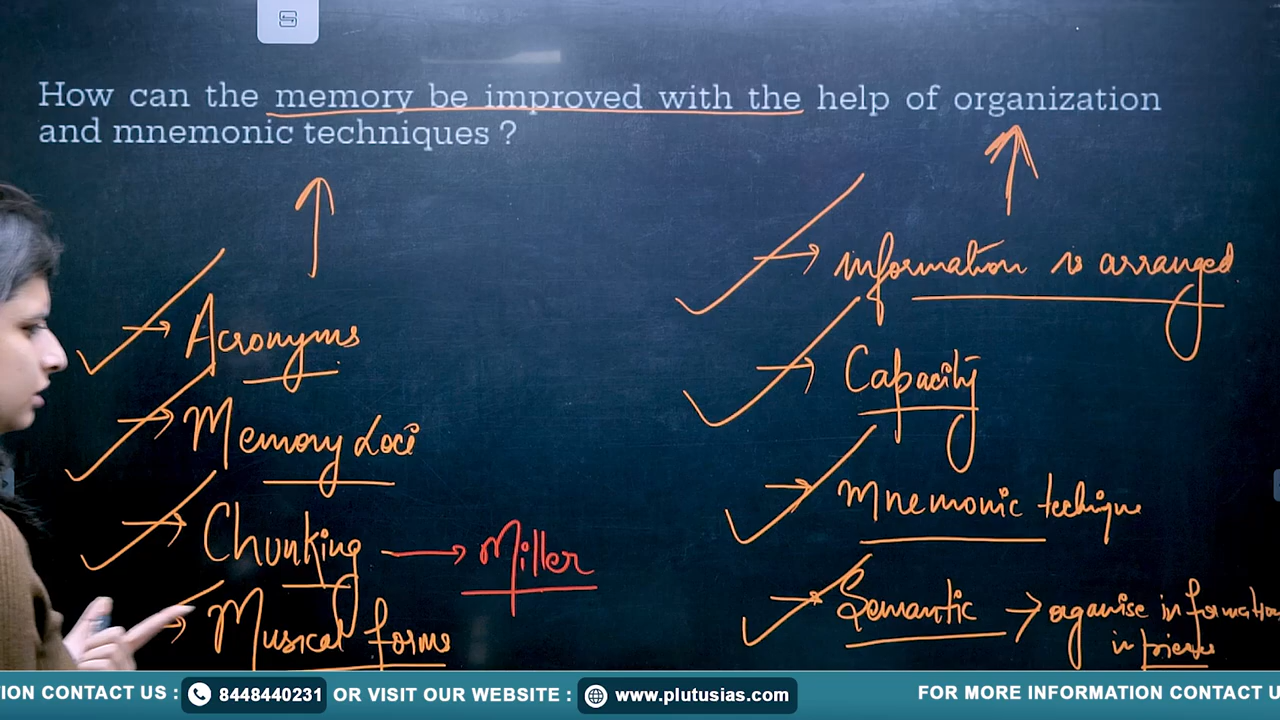 How can the memory be improved with the help of organization
and mnemonic techniques ?
Acronyms
Memory Loci
Chunking → Miller
Musical forms
→ Information is arranged
→ Capacity
→ Mnemonic techique
→ Semantic → organise information
in
ION CONTACT US : 8448440231 OR VISIT OUR WEBSITE : www.plutusias.com FOR MORE INFORMATION CONTACT U